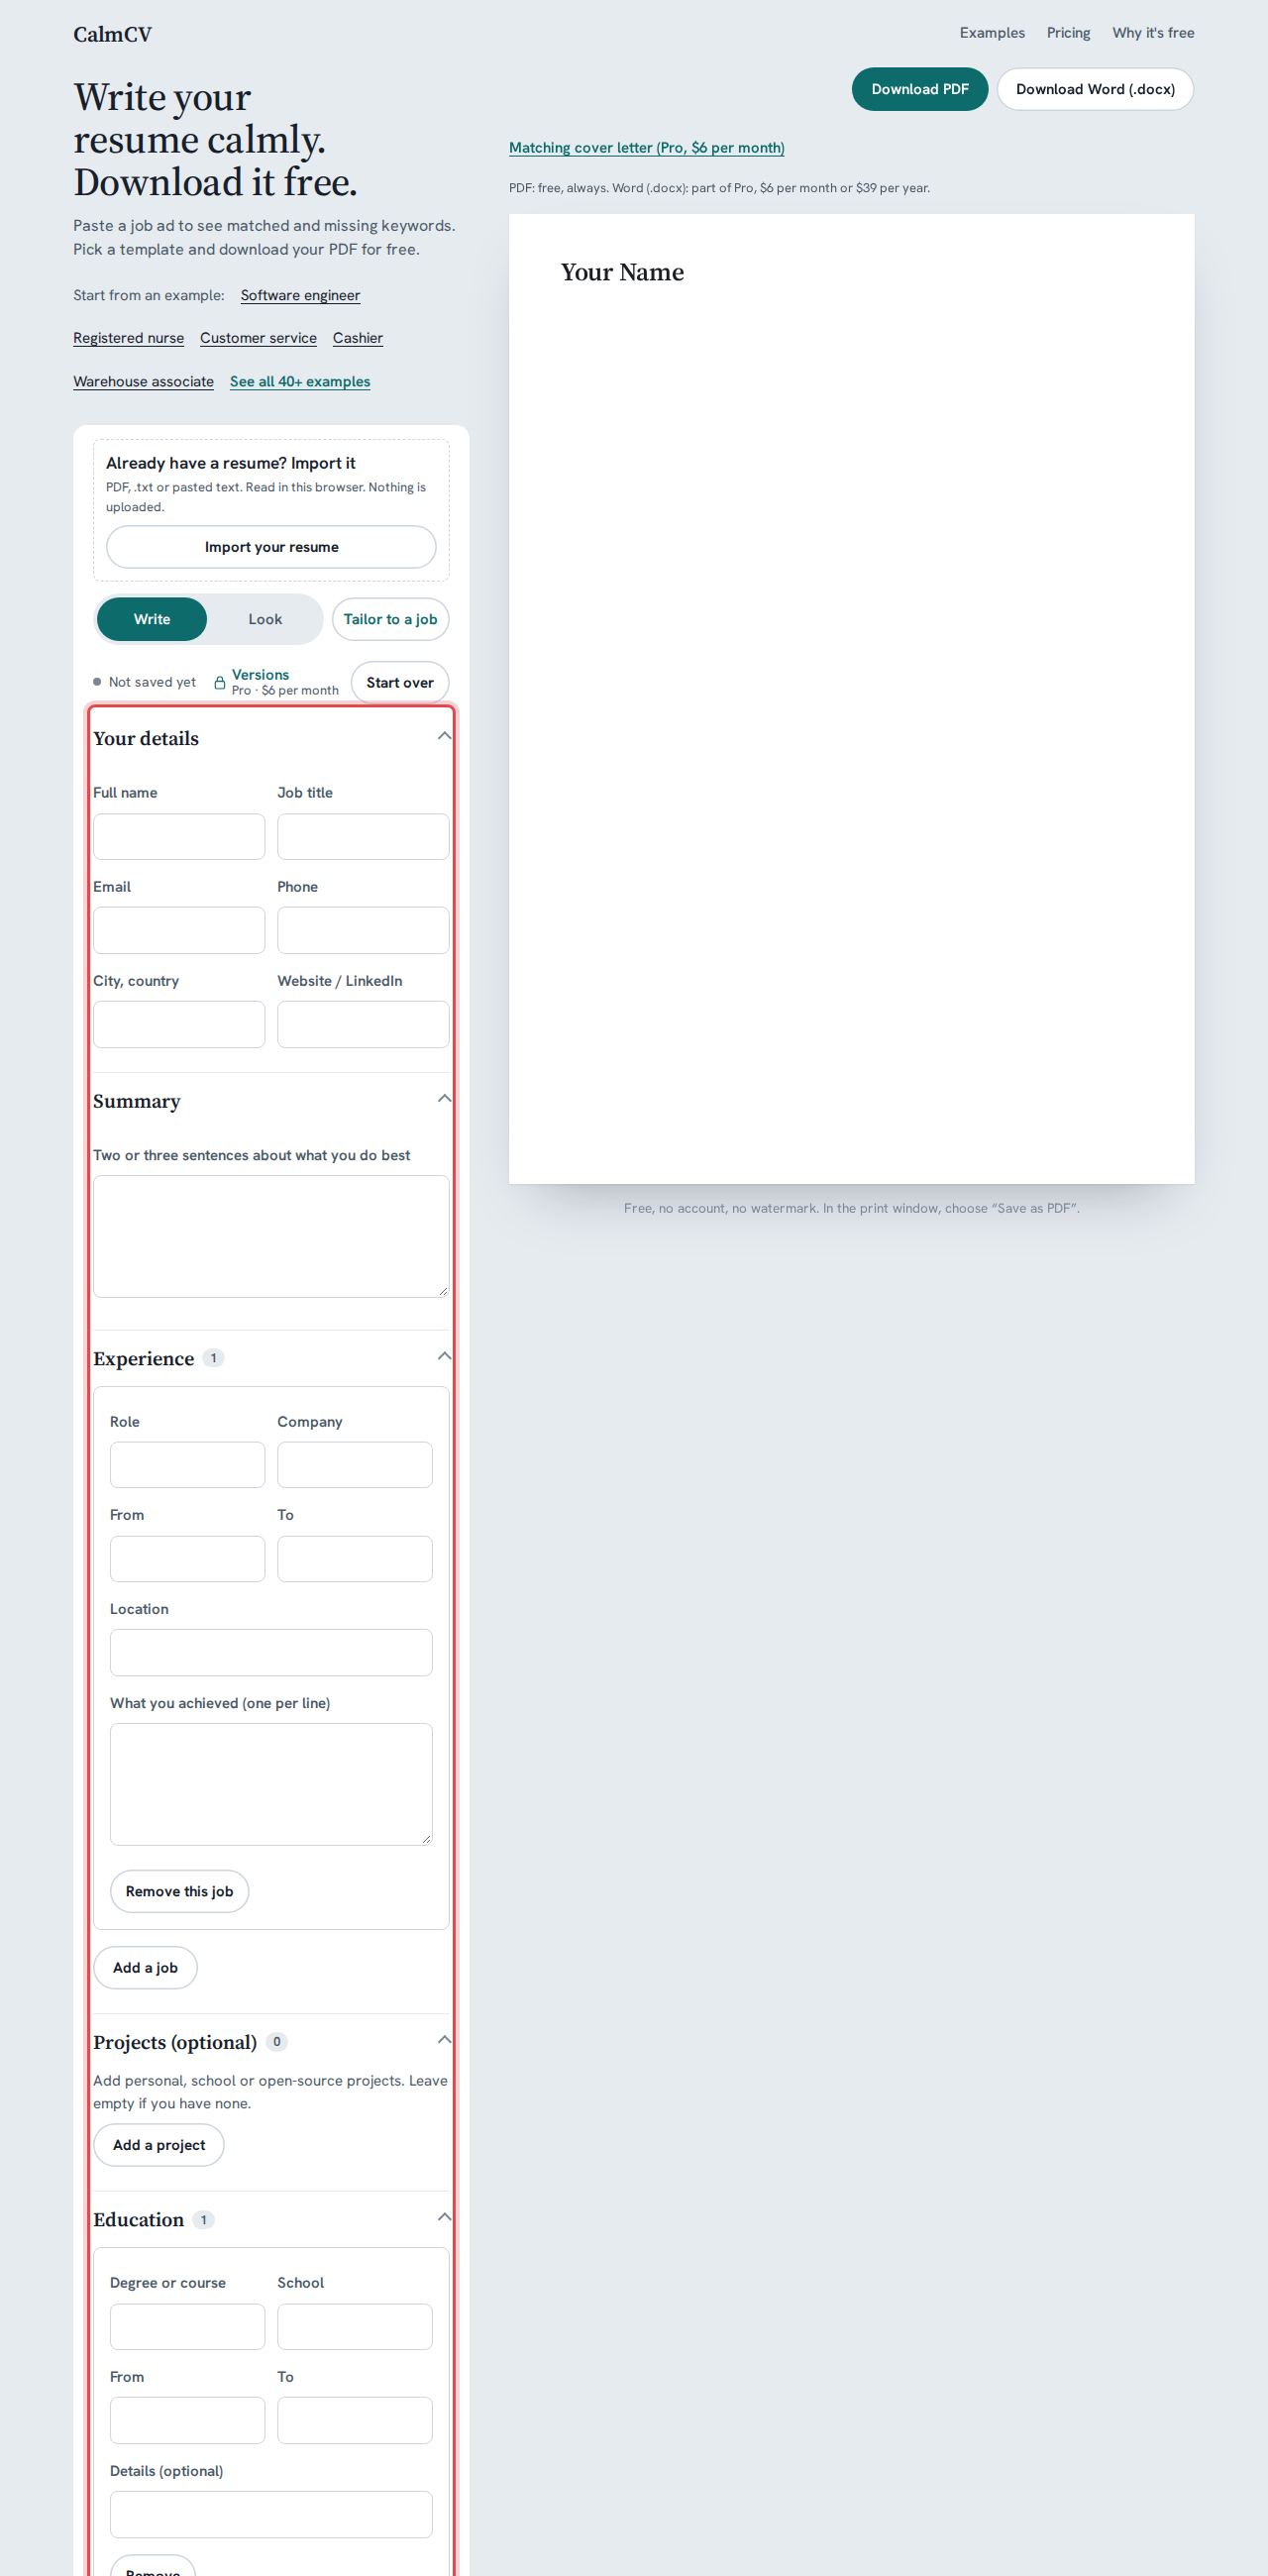 CalmCV
Examples Pricing Why it's free
Write your
resume calmly.
Download it free.
Paste a job ad to see matched and missing keywords.
Pick a template and download your PDF for free.
Start from an example: Software engineer
Registered nurse Customer service Cashier
Warehouse associate See all 40+ examples
Already have a resume? Import it
PDF, .txt or pasted text. Read in this browser. Nothing is
uploaded.
Import your resume
Write Look Tailor to a job
Not saved yet Versions
Pro · $6 per month
Start over
Your details
Full name Job title
Email Phone
City, country Website / LinkedIn
Summary
Two or three sentences about what you do best
Experience 1
Role Company
From To
Location
What you achieved (one per line)
Remove this job
Add a job
Projects (optional) 0
Add personal, school or open-source projects. Leave
empty if you have none.
Add a project
Education 1
Degree or course School
From To
Details (optional)
Remove
Download PDF Download Word (.docx)
Matching cover letter (Pro, $6 per month)
PDF: free, always. Word (.docx): part of Pro, $6 per month or $39 per year.
Your Name
Free, no account, no watermark. In the print window, choose “Save as PDF”.